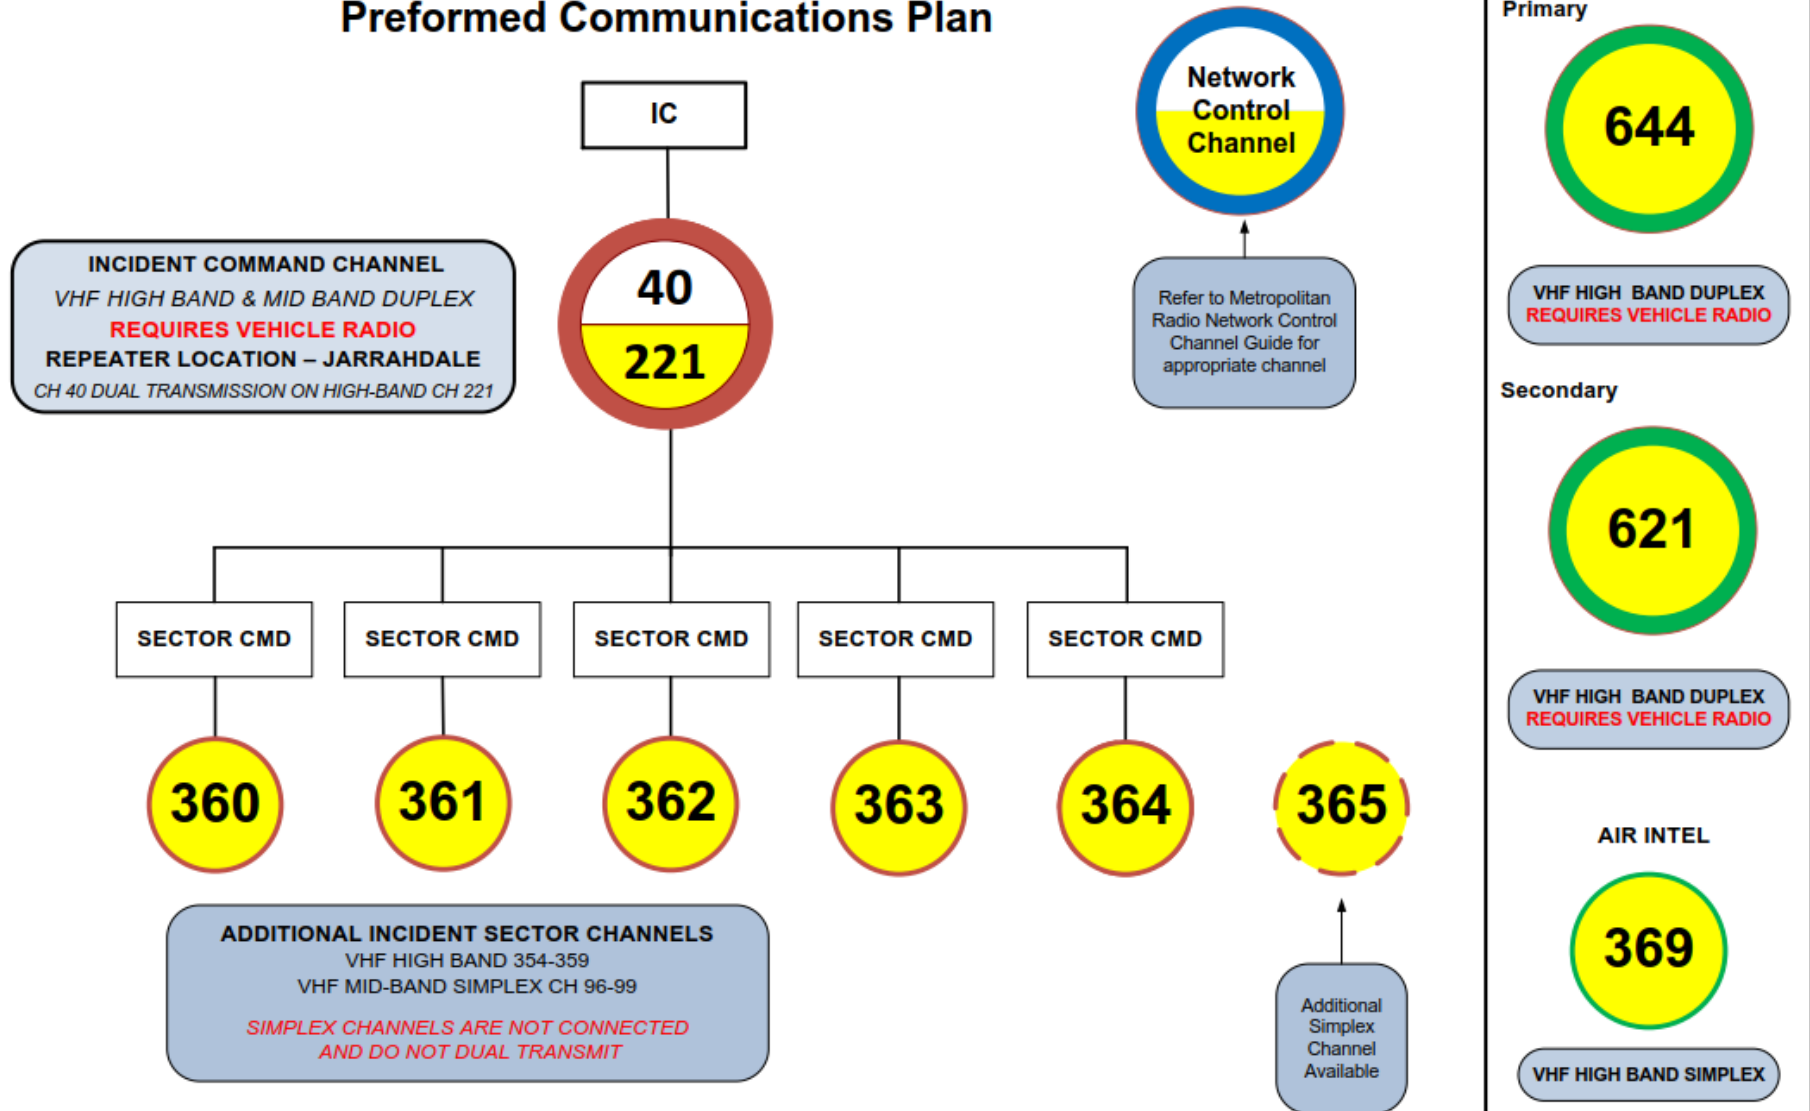 Preformed Communications Plan
IC
INCIDENT COMMAND CHANNEL
VHF HIGH BAND & MID BAND DUPLEX
REQUIRES VEHICLE RADIO
REPEATER LOCATION – JARRAHDALE
CH 40 DUAL TRANSMISSION ON HIGH-BAND CH 221
40
221
Network
Control
Channel
Refer to Metropolitan
Radio Network Control
Channel Guide for
appropriate channel
SECTOR CMD
SECTOR CMD
SECTOR CMD
SECTOR CMD
SECTOR CMD
360
361
362
363
364
365
ADDITIONAL INCIDENT SECTOR CHANNELS
VHF HIGH BAND 354-359
VHF MID-BAND SIMPLEX CH 96-99
SIMPLEX CHANNELS ARE NOT CONNECTED
AND DO NOT DUAL TRANSMIT
Additional
Simplex
Channel
Available
Primary
644
VHF HIGH BAND DUPLEX
REQUIRES VEHICLE RADIO
Secondary
621
VHF HIGH BAND DUPLEX
REQUIRES VEHICLE RADIO
AIR INTEL
369
VHF HIGH BAND SIMPLEX